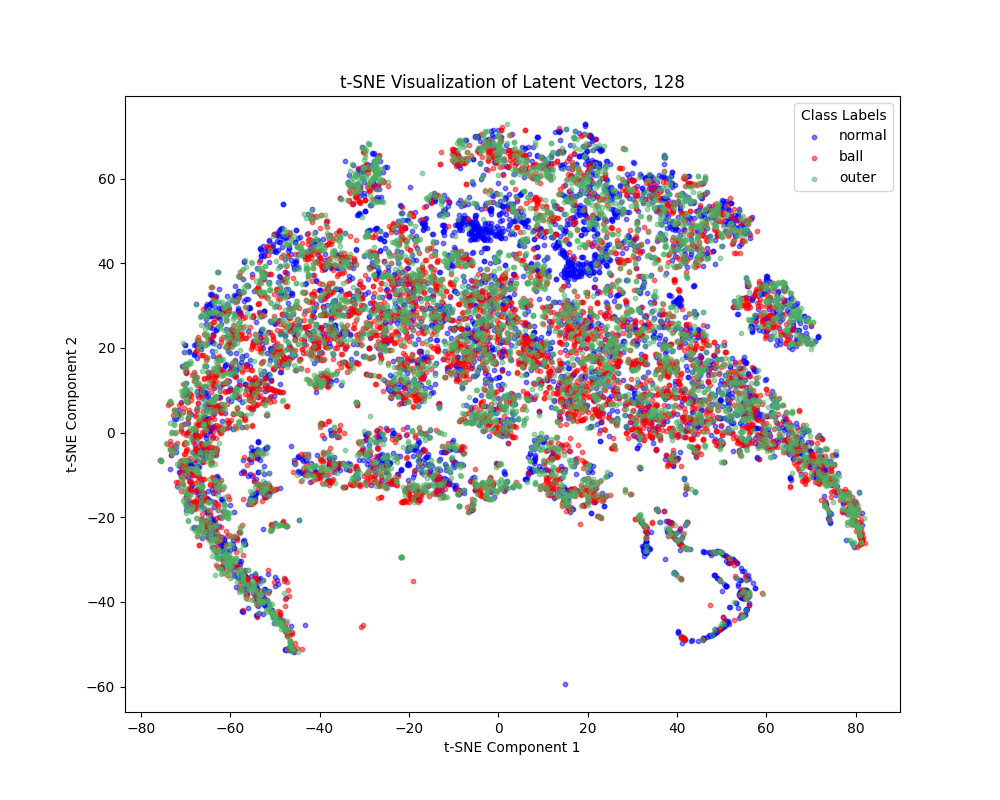 t-SNE Visualization of Latent Vectors, 128
Class Labels
normal
ball
outer
60
40
20
0
−20
−40
−60
t-SNE Component 2
−80 −60 −40 −20 0 20 40 60 80
t-SNE Component 1